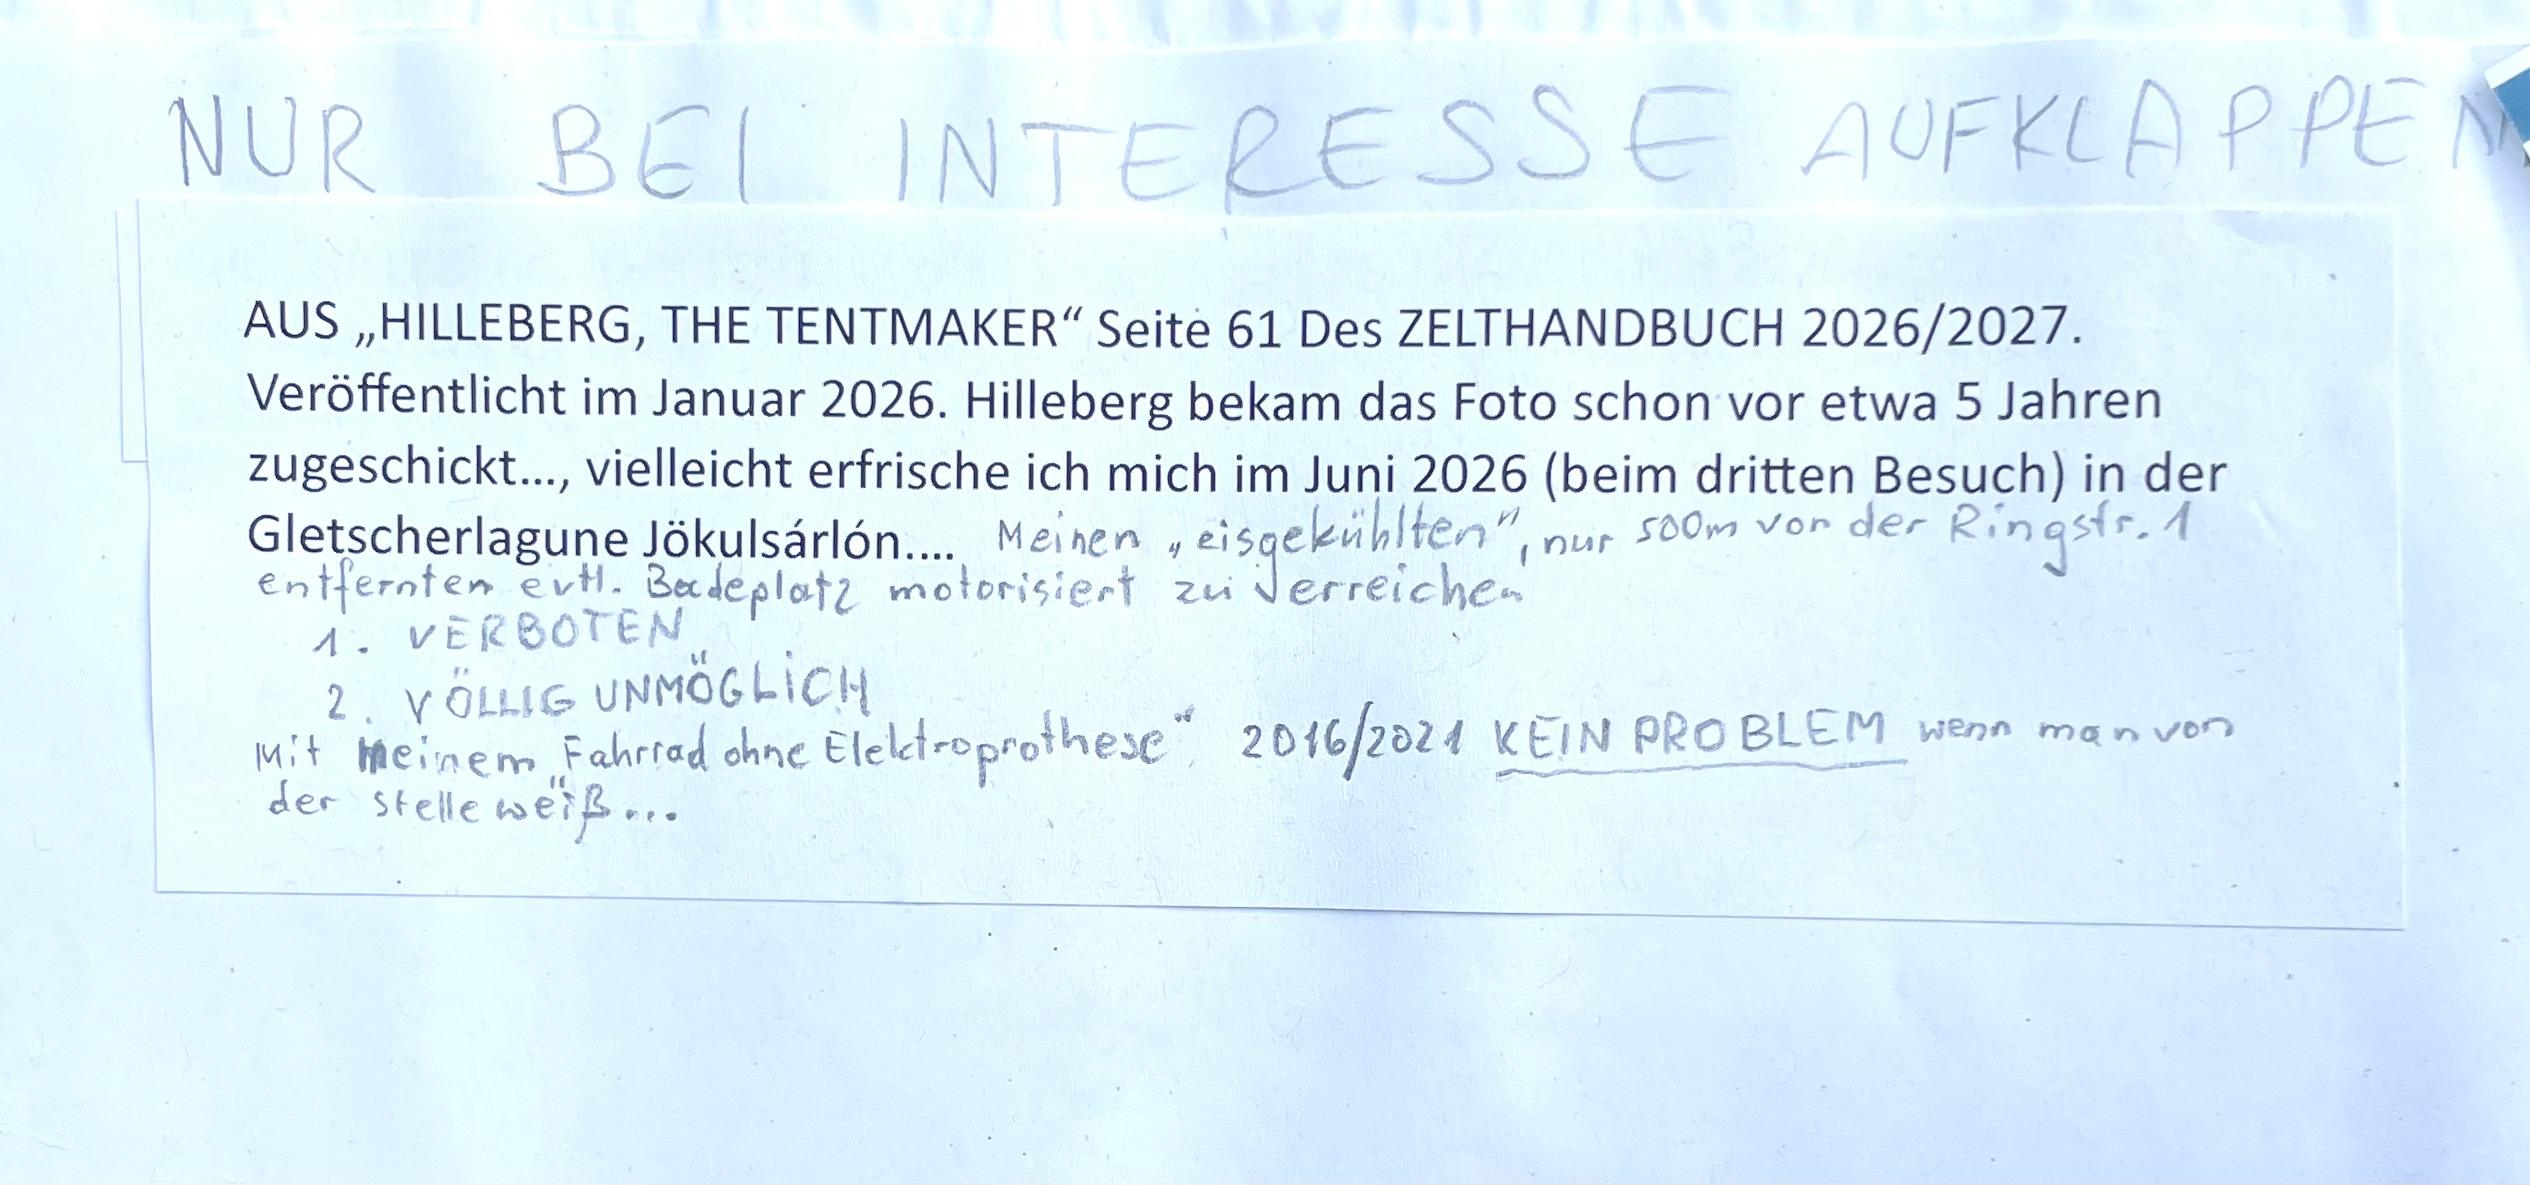 NUR BEI INTERESSE AUFKLAPPEN
AUS „HILLEBERG, THE TENTMAKER“ Seite 61 Des ZELTHANDBUCH 2026/2027.
Veröffentlicht im Januar 2026. Hilleberg bekam das Foto schon vor etwa 5 Jahren
zugeschickt..., vielleicht erfrische ich mich im Juni 2026 (beim dritten Besuch) in der
Gletscherlagune Jökulsárlón.... Meinen „eisgekühlten“, nur 500m von der Ringstr. 1
entfernten evtl. Badeplatz motorisiert zu erreichen
1. VERBOTEN
2. VÖLLIG UNMÖGLICH
Mit meinem „Fahrrad ohne Elektroprothese“ 2016/2021 KEIN PROBLEM wenn man von
der Stelle weiß...